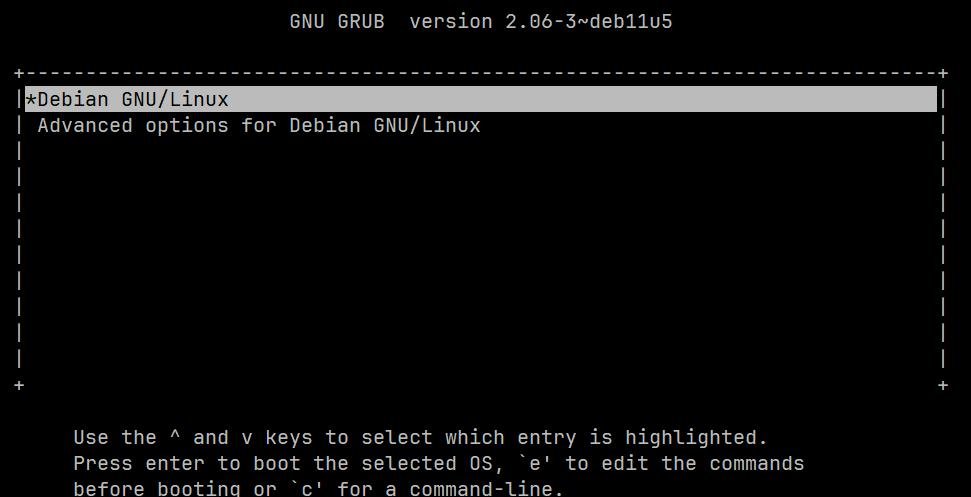 GNU GRUB  version 2.06-3~deb11u5
+----------------------------------------------------------------------------+
|*Debian GNU/Linux                                                           |
| Advanced options for Debian GNU/Linux                                      |
|                                                                            |
|                                                                            |
|                                                                            |
|                                                                            |
|                                                                            |
|                                                                            |
|                                                                            |
|                                                                            |
|                                                                            |
+                                                                            +
Use the ^ and v keys to select which entry is highlighted.
Press enter to boot the selected OS, `e' to edit the commands
before booting or `c' for a command-line.